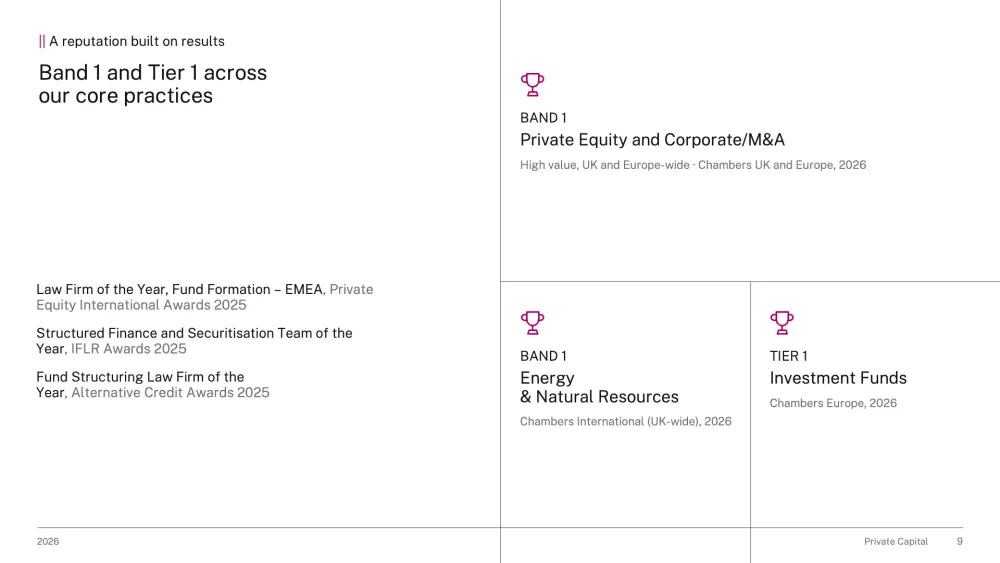 || A reputation built on results
Band 1 and Tier 1 across
our core practices
Law Firm of the Year, Fund Formation – EMEA, Private
Equity International Awards 2025
Structured Finance and Securitisation Team of the
Year, IFLR Awards 2025
Fund Structuring Law Firm of the
Year, Alternative Credit Awards 2025
BAND 1
Private Equity and Corporate/M&A
High value, UK and Europe-wide · Chambers UK and Europe, 2026
BAND 1
Energy
& Natural Resources
Chambers International (UK-wide), 2026
TIER 1
Investment Funds
Chambers Europe, 2026
2026
Private Capital
9